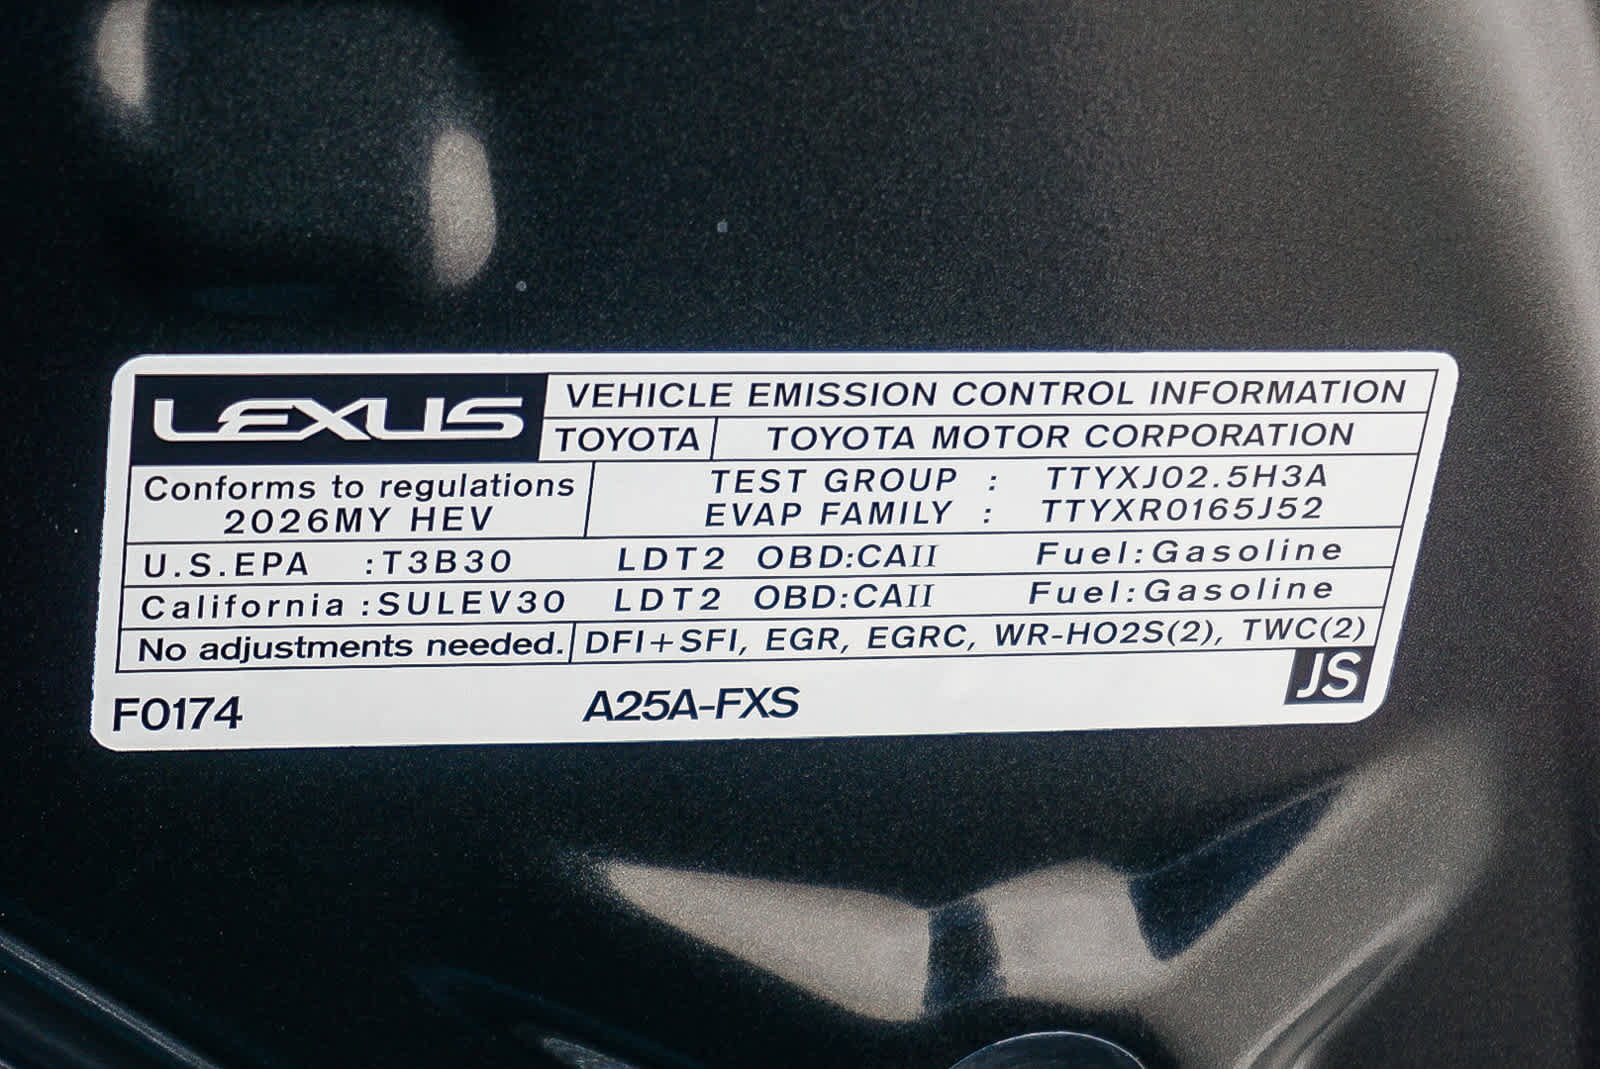 LEXUS
VEHICLE EMISSION CONTROL INFORMATION
TOYOTA TOYOTA MOTOR CORPORATION
Conforms to regulations
2026MY HEV
TEST GROUP : TTYXJ02.5H3A
EVAP FAMILY : TTYXR0165J52
U.S.EPA :T3B30 LDT2 OBD:CAII Fuel:Gasoline
California :SULEV30 LDT2 OBD:CAII Fuel:Gasoline
No adjustments needed. DFI+SFI, EGR, EGRC, WR-HO2S(2), TWC(2)
JS
F0174 A25A-FXS